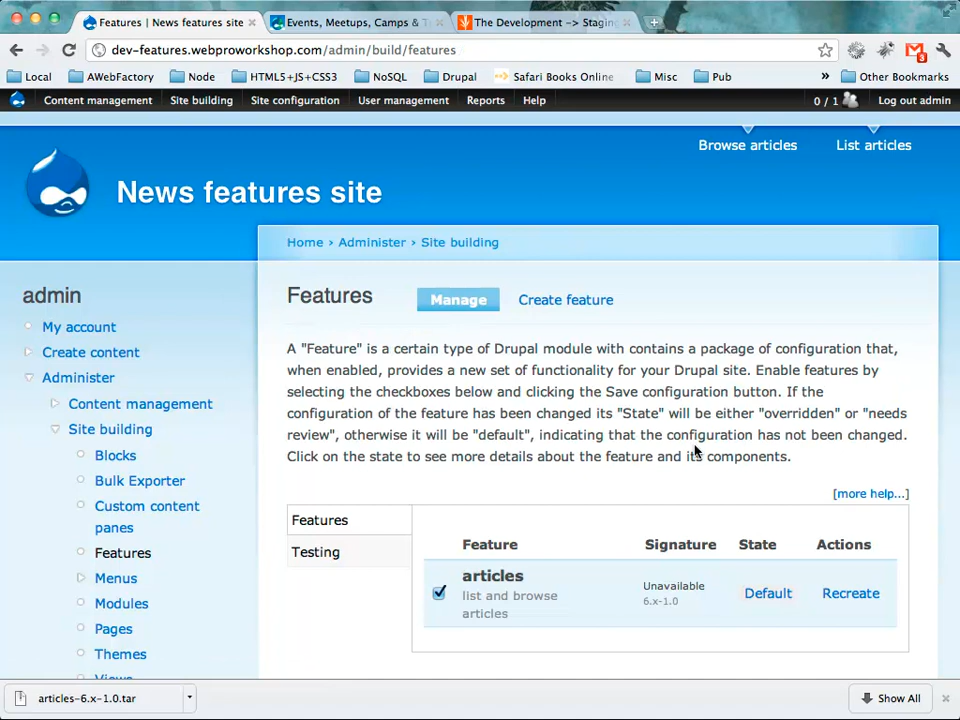 Features | News features site
Events, Meetups, Camps & T
The Development -> Staging
dev-features.webproworkshop.com/admin/build/features
Local
AWebFactory
Node
HTML5+JS+CSS3
NoSQL
Drupal
Safari Books Online
Misc
Pub
»
Other Bookmarks
Content management
Site building
Site configuration
User management
Reports
Help
0 / 1
Log out admin
Browse articles
List articles
News features site
Home › Administer › Site building
admin
My account
Create content
Administer
Content management
Site building
Blocks
Bulk Exporter
Custom content
panes
Features
Menus
Modules
Pages
Themes
Views
Features
Manage
Create feature
A "Feature" is a certain type of Drupal module with contains a package of configuration that,
when enabled, provides a new set of functionality for your Drupal site. Enable features by
selecting the checkboxes below and clicking the Save configuration button. If the
configuration of the feature has been changed its "State" will be either "overridden" or "needs
review", otherwise it will be "default", indicating that the configuration has not been changed.
Click on the state to see more details about the feature and its components.
[more help...]
Features
Testing
Feature
Signature
State
Actions
articles
list and browse
articles
Unavailable
6.x-1.0
Default
Recreate
articles-6.x-1.0.tar
Show All